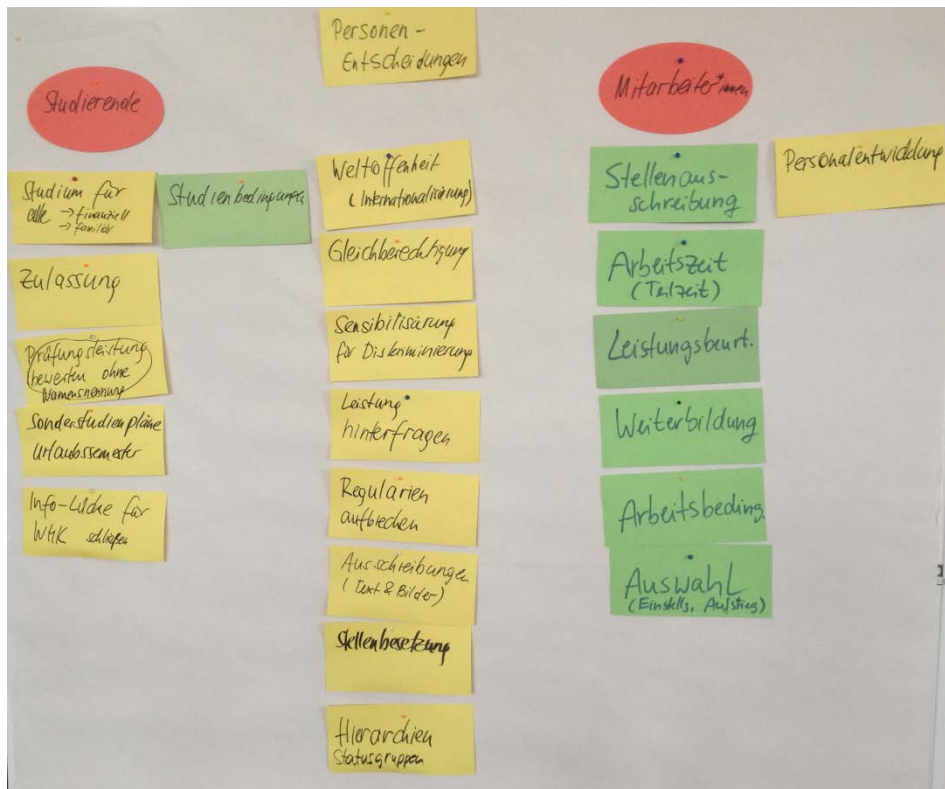 Studierende
Studium für
alle → finanziell
→ familiär
Studienbedingungen
Zulassung
Prüfungsleistung
bewerten ohne
Namensnennung
Sonderstudienpläne
Urlaubssemester
Info-Lücke für
WHK schließen
Personen-
Entscheidungen
Weltoffenheit
(Internationalisierung)
Gleichberechtigung
Sensibilisierung
für Diskriminierung
Leistung
hinterfragen
Regularien
aufbrechen
Ausschreibungen
(Text & Bilder)
Stellenbesetzung
Hierarchien
Statusgruppen
Mitarbeiter*innen
Stellenaus-
schreibung
Personalentwicklung
Arbeitszeit
(Teilzeit)
Leistungsbeurt.
Weiterbildung
Arbeitsbeding.
Auswahl
(Einstellg, Aufstieg)